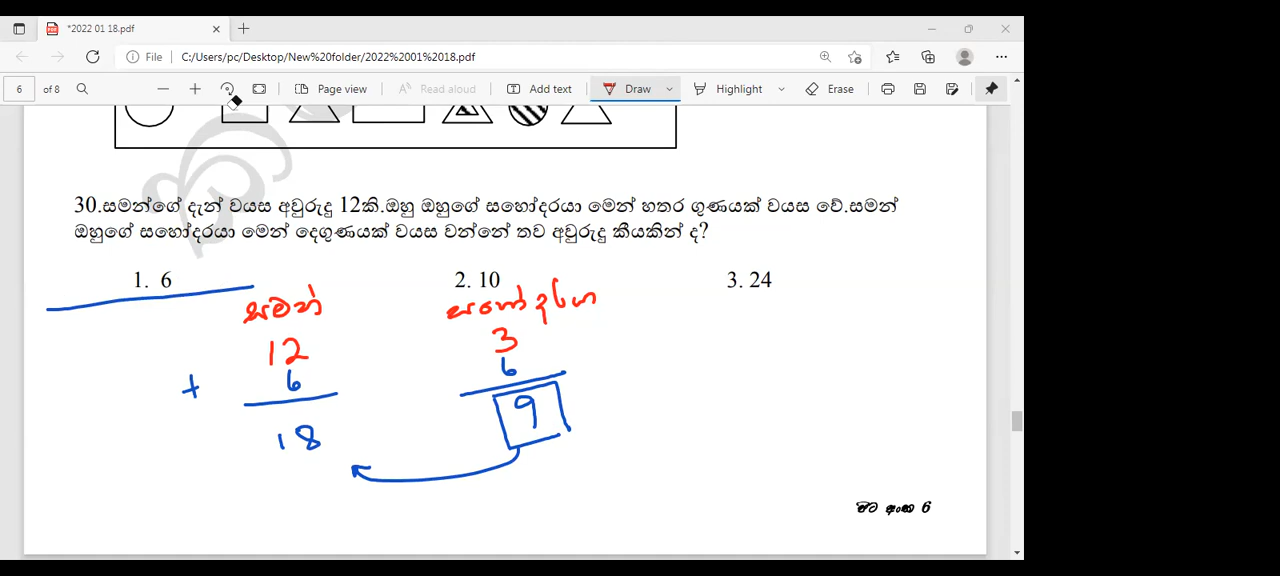 *2022 01 18.pdf
File C:/Users/pc/Desktop/New%20folder/2022%2001%2018.pdf
6 of 8 Page view Read aloud Add text Draw Highlight Erase
30.සමන්ගේ දැන් වයස අවුරුදු 12කි.ඔහු ඔහුගේ සහෝදරයා මෙන් හතර ගුණයක් වයස වේ.සමන්
ඔහුගේ සහෝදරයා මෙන් දෙගුණයක් වයස වන්නේ තව අවුරුදු කීයකින් ද?
1. 6 2. 10 3. 24
සමන් සහෝදරයා
12 3
+ 6 6
18 9
පිටු අංක 6